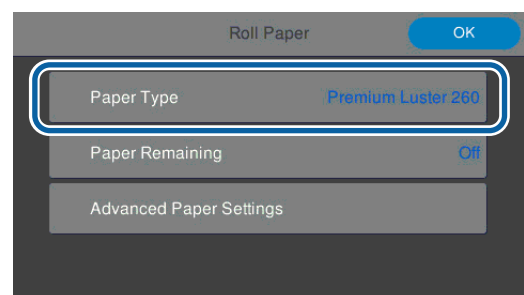 Roll Paper OK
Paper Type Premium Luster 260
Paper Remaining Off
Advanced Paper Settings